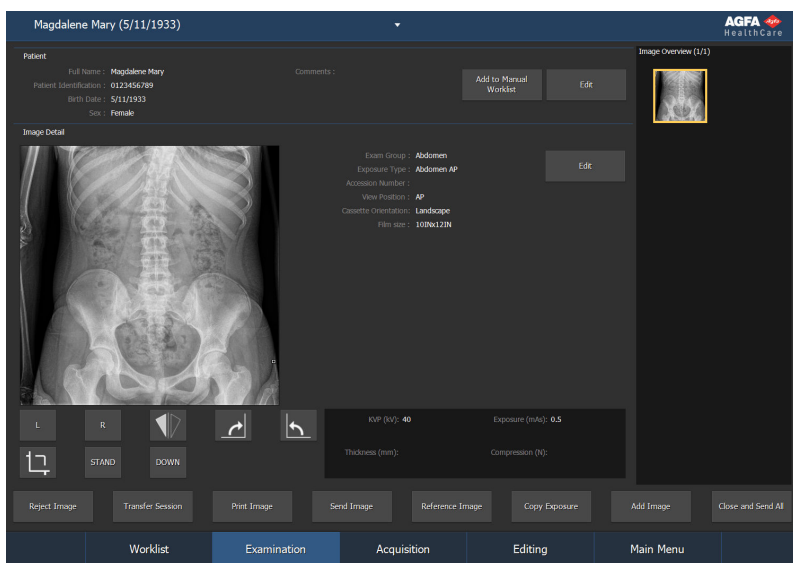 Magdalene Mary (5/11/1933)
AGFA
HealthCare
Patient
Full Name : Magdalene Mary
Patient Identification : 0123456789
Birth Date : 5/11/1933
Sex : Female
Comments :
Add to Manual
Worklist
Edit
Image Overview (1/1)
Image Detail
Exam Group : Abdomen
Exposure Type : Abdomen AP
Accession Number :
View Position : AP
Cassette Orientation: Landscape
Film size : 10INx12IN
Edit
L
R
STAND
DOWN
KVP (kV): 40
Exposure (mAs): 0.5
Thickness (mm):
Compression (N):
Reject Image
Transfer Session
Print Image
Send Image
Reference Image
Copy Exposure
Add Image
Close and Send All
Worklist
Examination
Acquisition
Editing
Main Menu